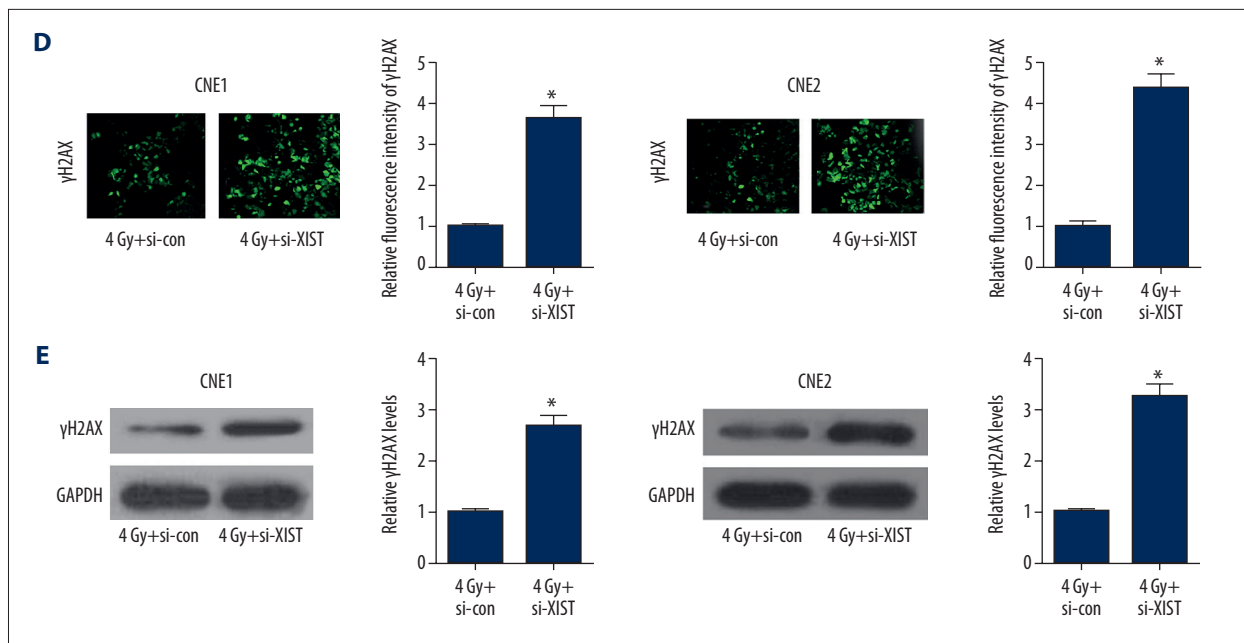 D
CNE1
γH2AX
4 Gy+si-con
4 Gy+si-XIST
Relative fluorescence intensity of γH2AX
5
4
3
2
1
0
*
4 Gy+
si-con
4 Gy+
si-XIST
CNE2
γH2AX
4 Gy+si-con
4 Gy+si-XIST
Relative fluorescence intensity of γH2AX
5
4
3
2
1
0
*
4 Gy+
si-con
4 Gy+
si-XIST
E
CNE1
γH2AX
GAPDH
4 Gy+si-con
4 Gy+si-XIST
Relative γH2AX levels
4
3
2
1
0
*
4 Gy+
si-con
4 Gy+
si-XIST
CNE2
γH2AX
GAPDH
4 Gy+si-con
4 Gy+si-XIST
Relative γH2AX levels
4
3
2
1
0
*
4 Gy+
si-con
4 Gy+
si-XIST